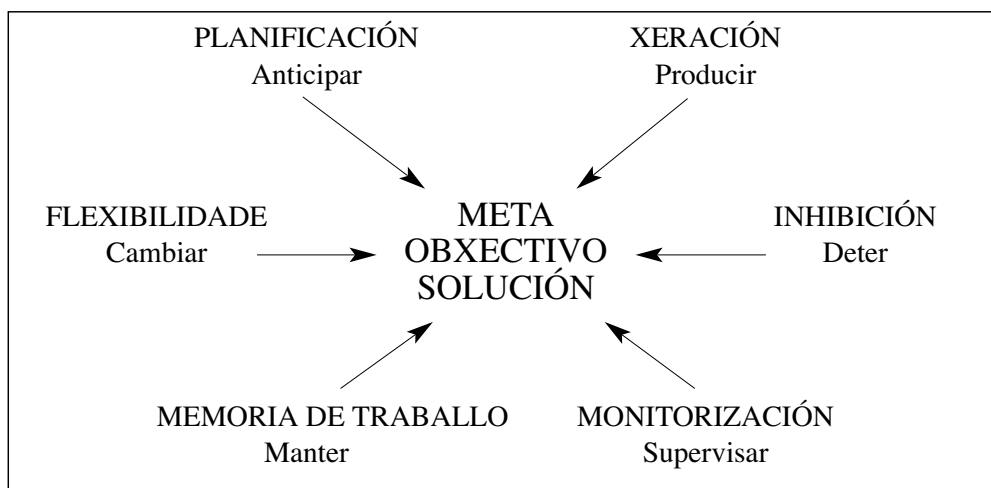 PLANIFICACIÓN
Anticipar
XERACIÓN
Producir
FLEXIBILIDADE
Cambiar
META
OBXECTIVO
SOLUCIÓN
INHIBICIÓN
Deter
MEMORIA DE TRABALLO
Manter
MONITORIZACIÓN
Supervisar